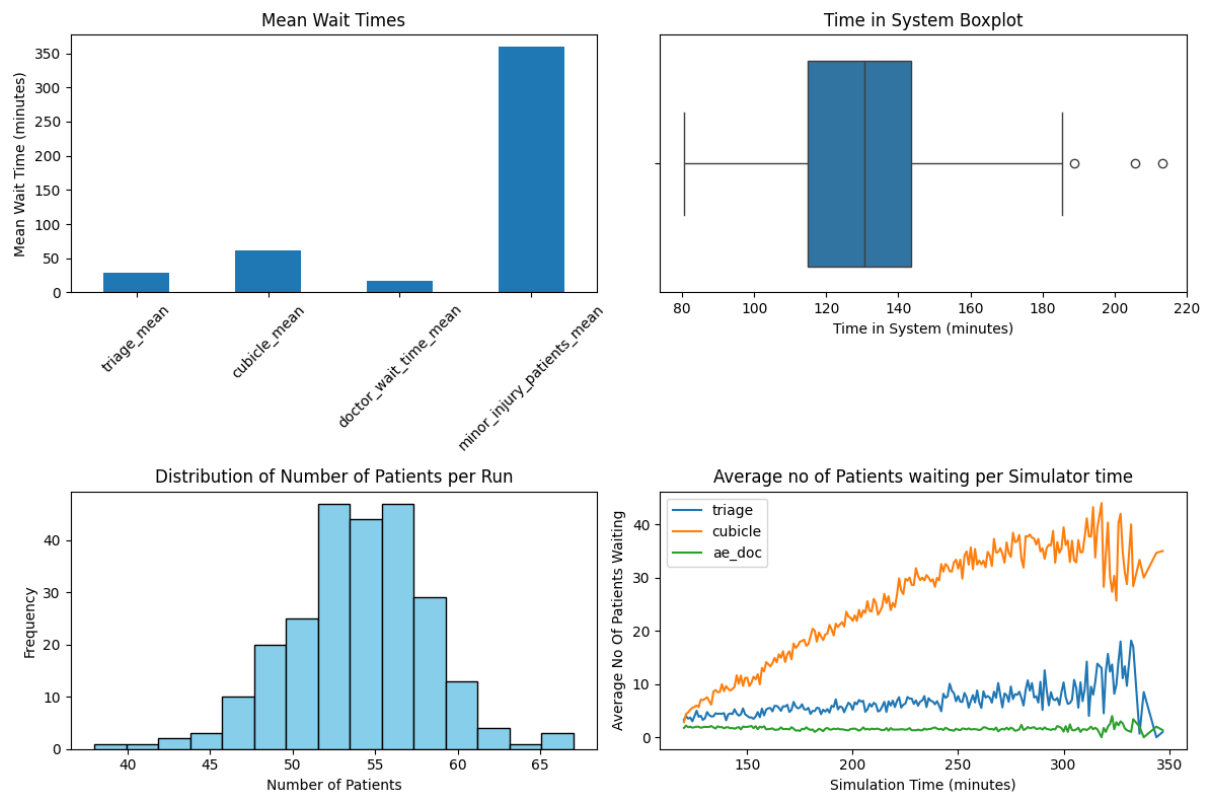 Mean Wait Times
Mean Wait Time (minutes)
350
300
250
200
150
100
50
0
triage_mean
cubicle_mean
doctor_wait_time_mean
minor_injury_patients_mean
Time in System Boxplot
80 100 120 140 160 180 200 220
Time in System (minutes)
Distribution of Number of Patients per Run
Frequency
40
30
20
10
0
40 45 50 55 60 65
Number of Patients
Average no of Patients waiting per Simulator time
Average No Of Patients Waiting
40
30
20
10
0
triage
cubicle
ae_doc
150 200 250 300 350
Simulation Time (minutes)